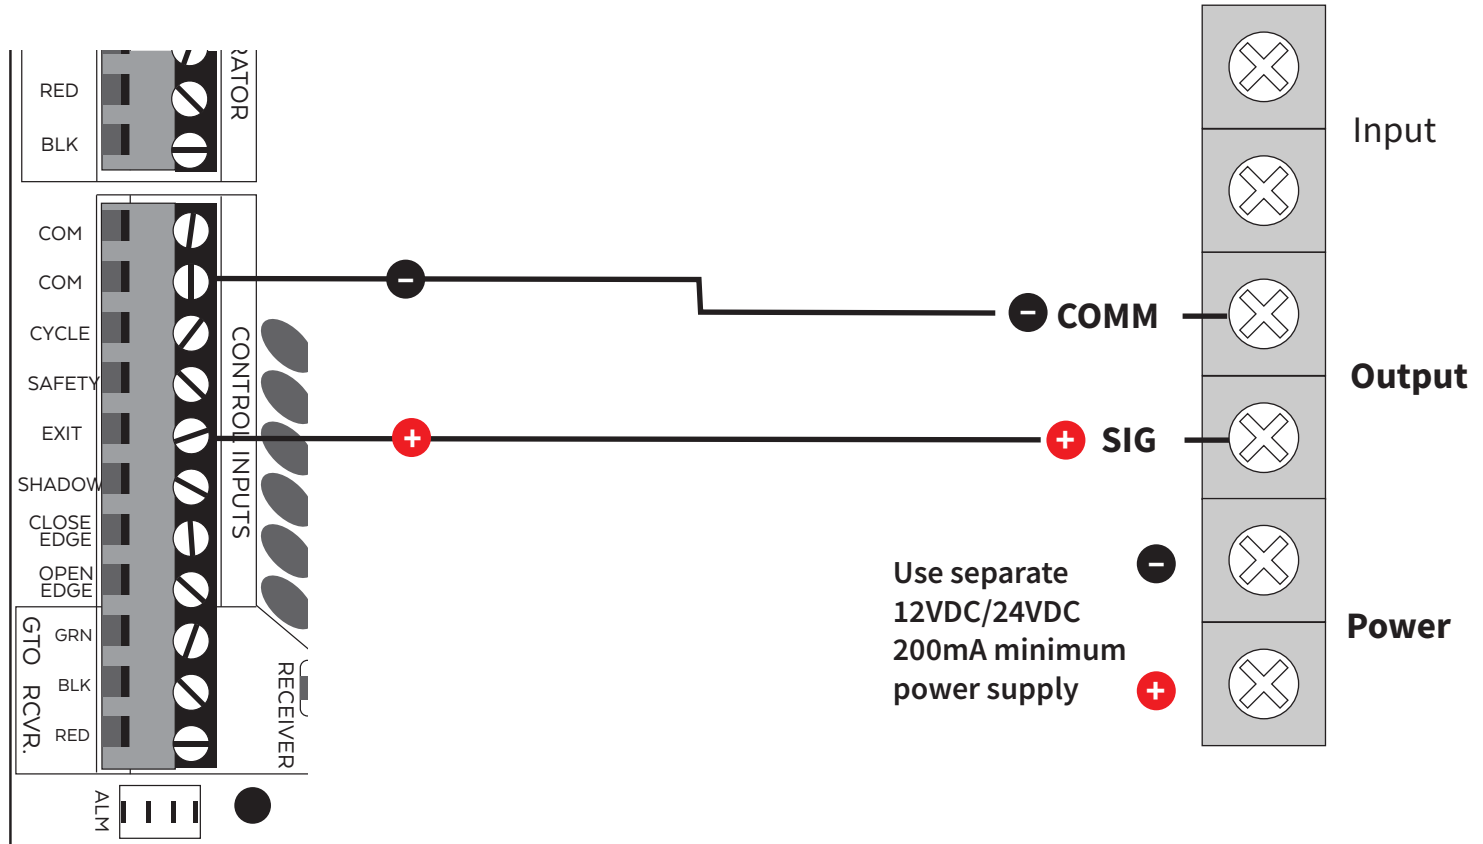 RED
BLK
RATOR
COM
COM
CYCLE
SAFETY
EXIT
SHADOW
CLOSE
EDGE
OPEN
EDGE
CONTROL INPUTS
GTO RCVR.
GRN
BLK
RED
RECEIVER
ALM
−
+
− COMM
+ SIG
Use separate
12VDC/24VDC
200mA minimum
power supply
−
+
Input
Output
Power